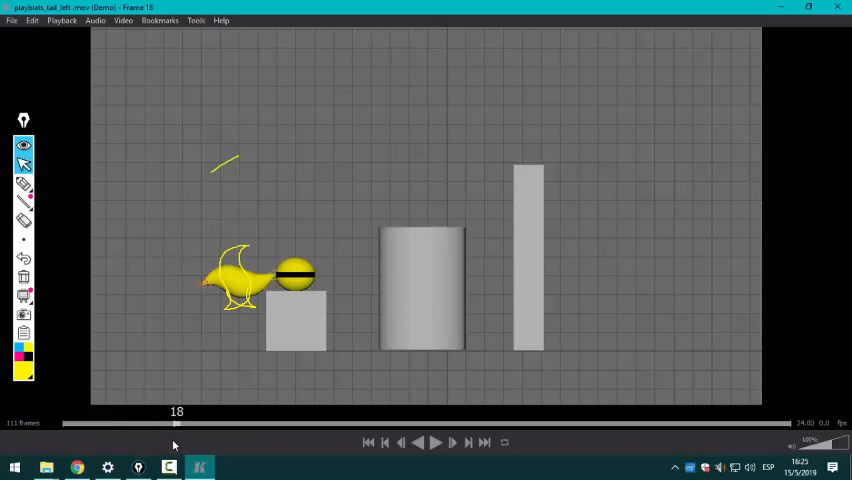 playblats_tail_left .mov (Demo) - Frame 18
File Edit Playback Audio Video Bookmarks Tools Help
18
111 frames
24.00 0.0 fps
100%
ESP
16:25
15/5/2019